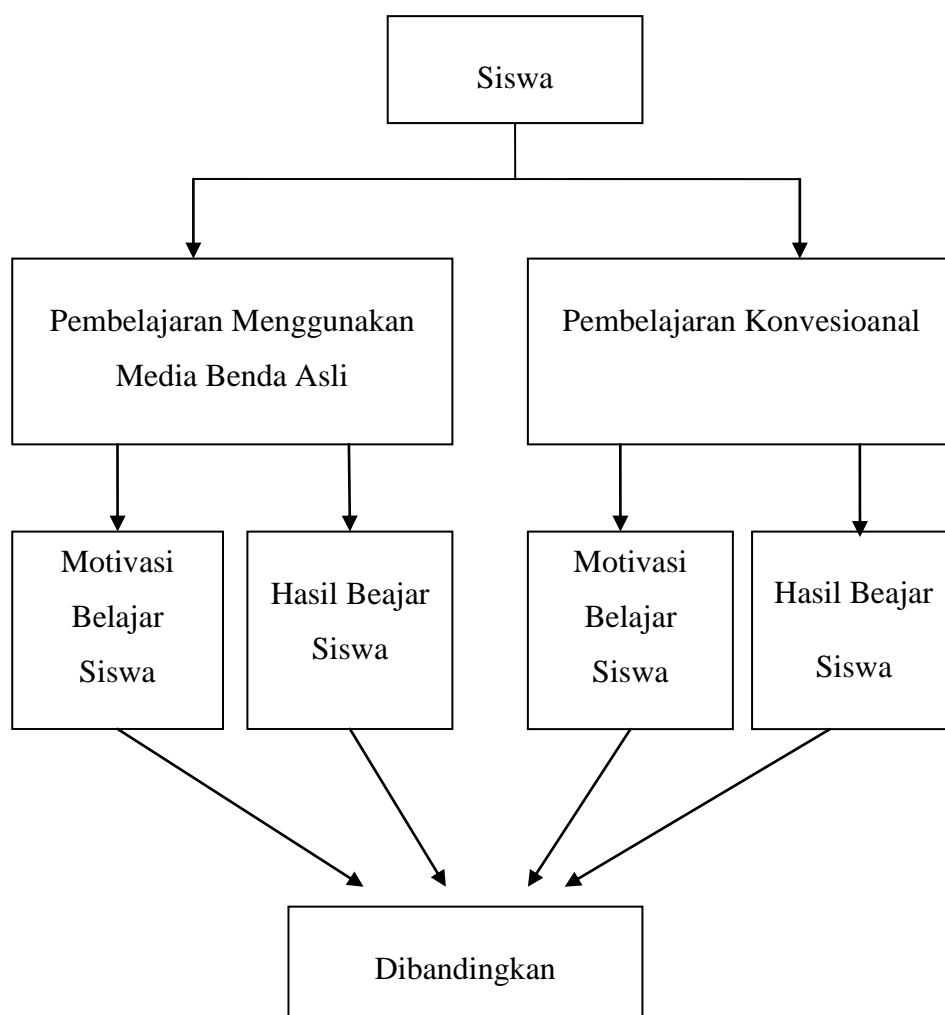 Siswa
Pembelajaran Menggunakan
Media Benda Asli
Pembelajaran Konvesioanal
Motivasi
Belajar
Siswa
Hasil Beajar
Siswa
Motivasi
Belajar
Siswa
Hasil Beajar
Siswa
Dibandingkan